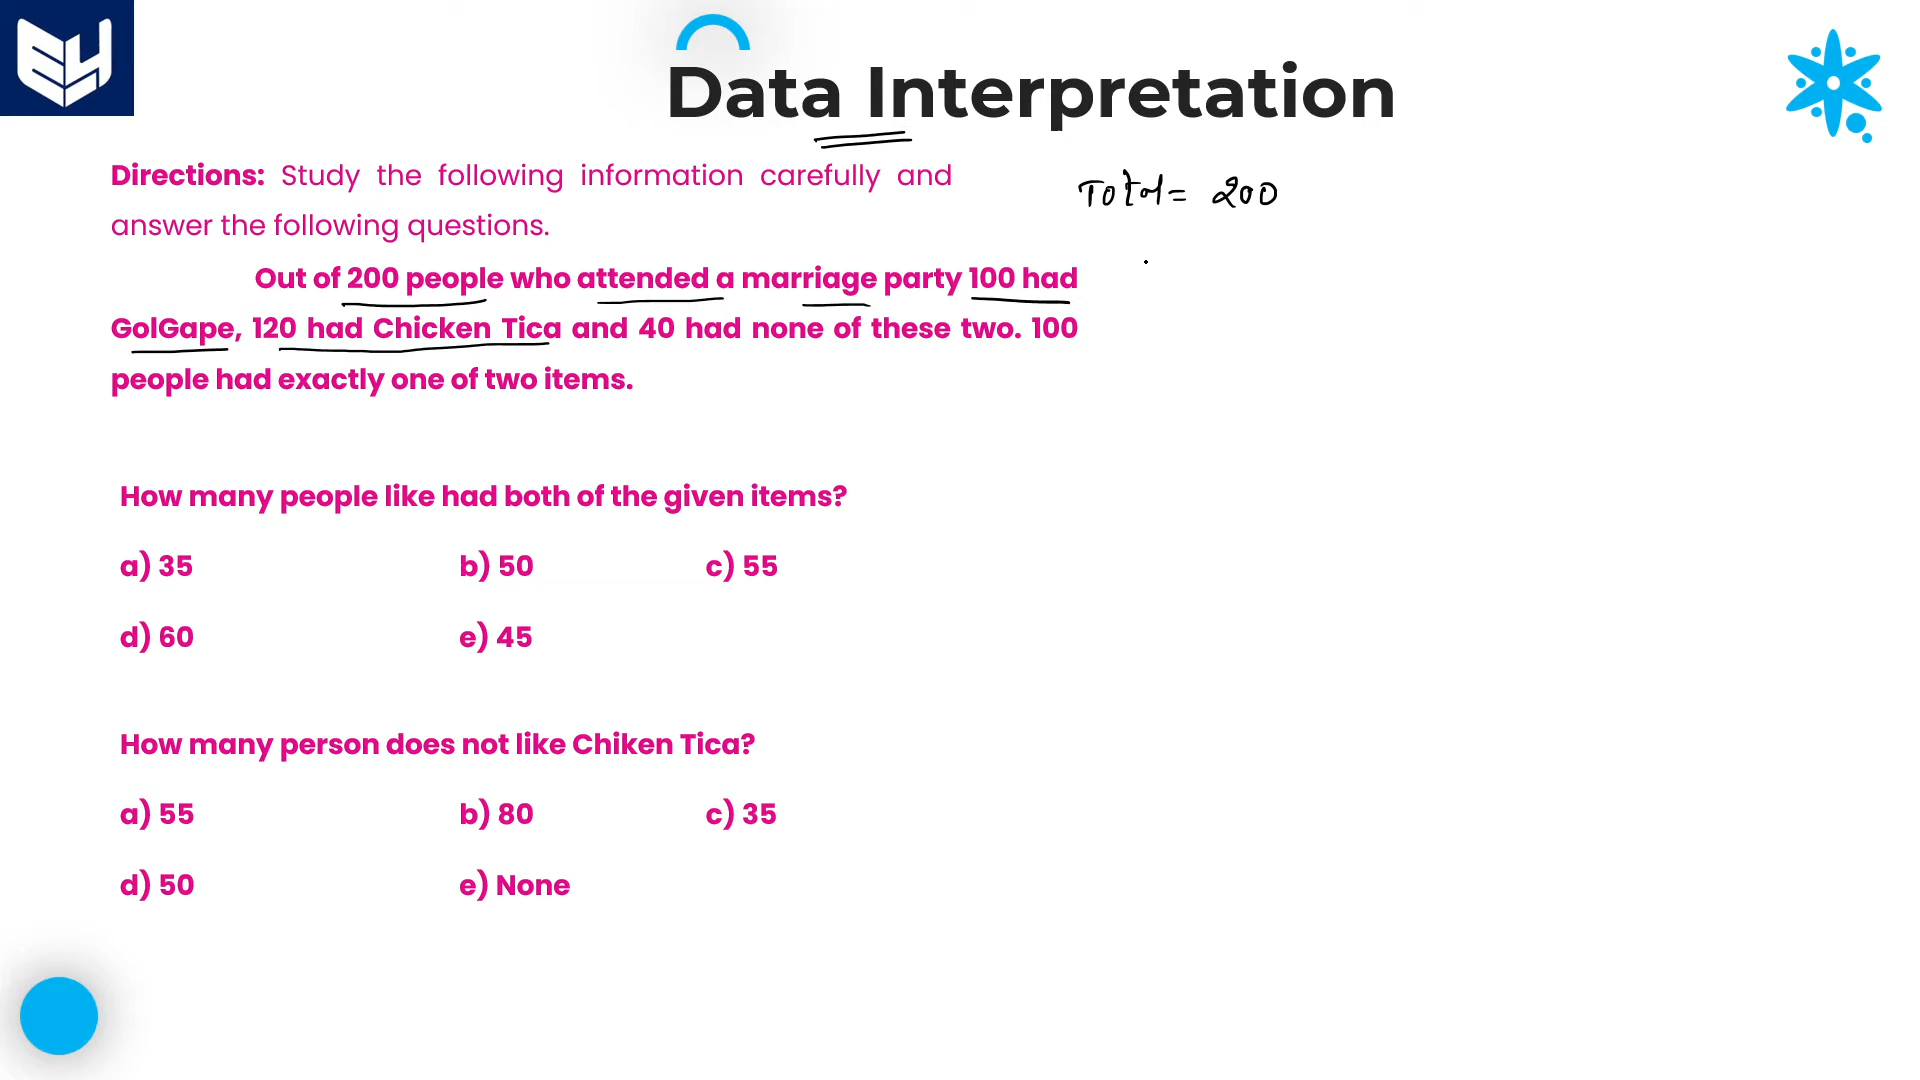 Data Interpretation
Directions: Study the following information carefully and
answer the following questions.
Total = 200
Out of 200 people who attended a marriage party 100 had
GolGape, 120 had Chicken Tica and 40 had none of these two. 100
people had exactly one of two items.
How many people like had both of the given items?
a) 35 b) 50 c) 55
d) 60 e) 45
How many person does not like Chiken Tica?
a) 55 b) 80 c) 35
d) 50 e) None